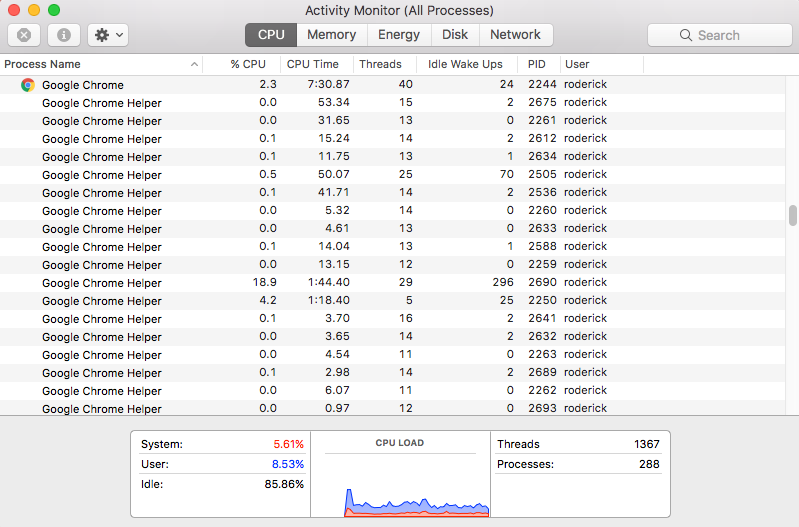 Activity Monitor (All Processes)
CPU Memory Energy Disk Network Search
Process Name % CPU CPU Time Threads Idle Wake Ups PID User
Google Chrome 2.3 7:30.87 40 24 2244 roderick
Google Chrome Helper 0.0 53.34 15 2 2675 roderick
Google Chrome Helper 0.0 31.65 13 0 2261 roderick
Google Chrome Helper 0.1 15.24 14 2 2612 roderick
Google Chrome Helper 0.1 11.75 13 1 2634 roderick
Google Chrome Helper 0.5 50.07 25 70 2505 roderick
Google Chrome Helper 0.1 41.71 14 2 2536 roderick
Google Chrome Helper 0.0 5.32 14 0 2260 roderick
Google Chrome Helper 0.0 4.61 13 0 2633 roderick
Google Chrome Helper 0.1 14.04 13 1 2588 roderick
Google Chrome Helper 0.0 13.15 12 0 2259 roderick
Google Chrome Helper 18.9 1:44.40 29 296 2690 roderick
Google Chrome Helper 4.2 1:18.40 5 25 2250 roderick
Google Chrome Helper 0.1 3.70 16 2 2641 roderick
Google Chrome Helper 0.0 3.65 14 2 2632 roderick
Google Chrome Helper 0.0 4.54 11 0 2263 roderick
Google Chrome Helper 0.1 2.98 14 2 2689 roderick
Google Chrome Helper 0.0 6.07 11 0 2262 roderick
Google Chrome Helper 0.0 0.97 12 0 2693 roderick
System: 5.61% CPU LOAD Threads 1367
User: 8.53% Processes: 288
Idle: 85.86%